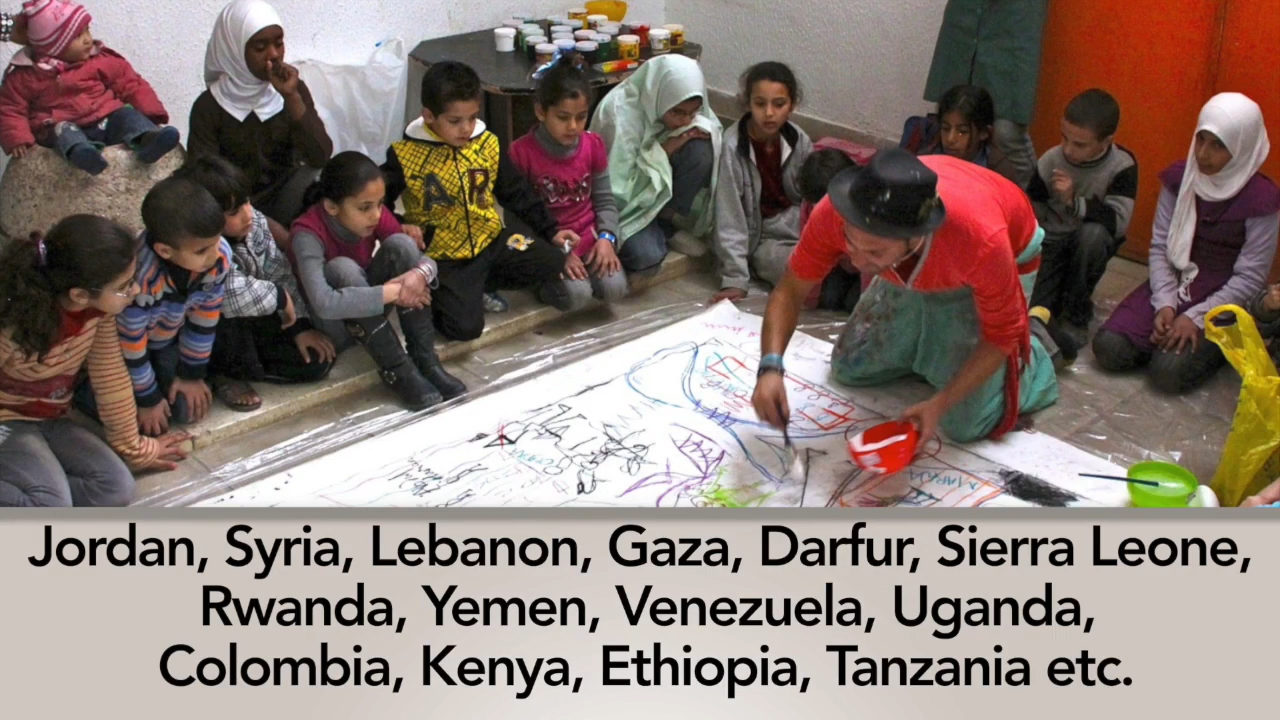 Jordan, Syria, Lebanon, Gaza, Darfur, Sierra Leone,
Rwanda, Yemen, Venezuela, Uganda,
Colombia, Kenya, Ethiopia, Tanzania etc.